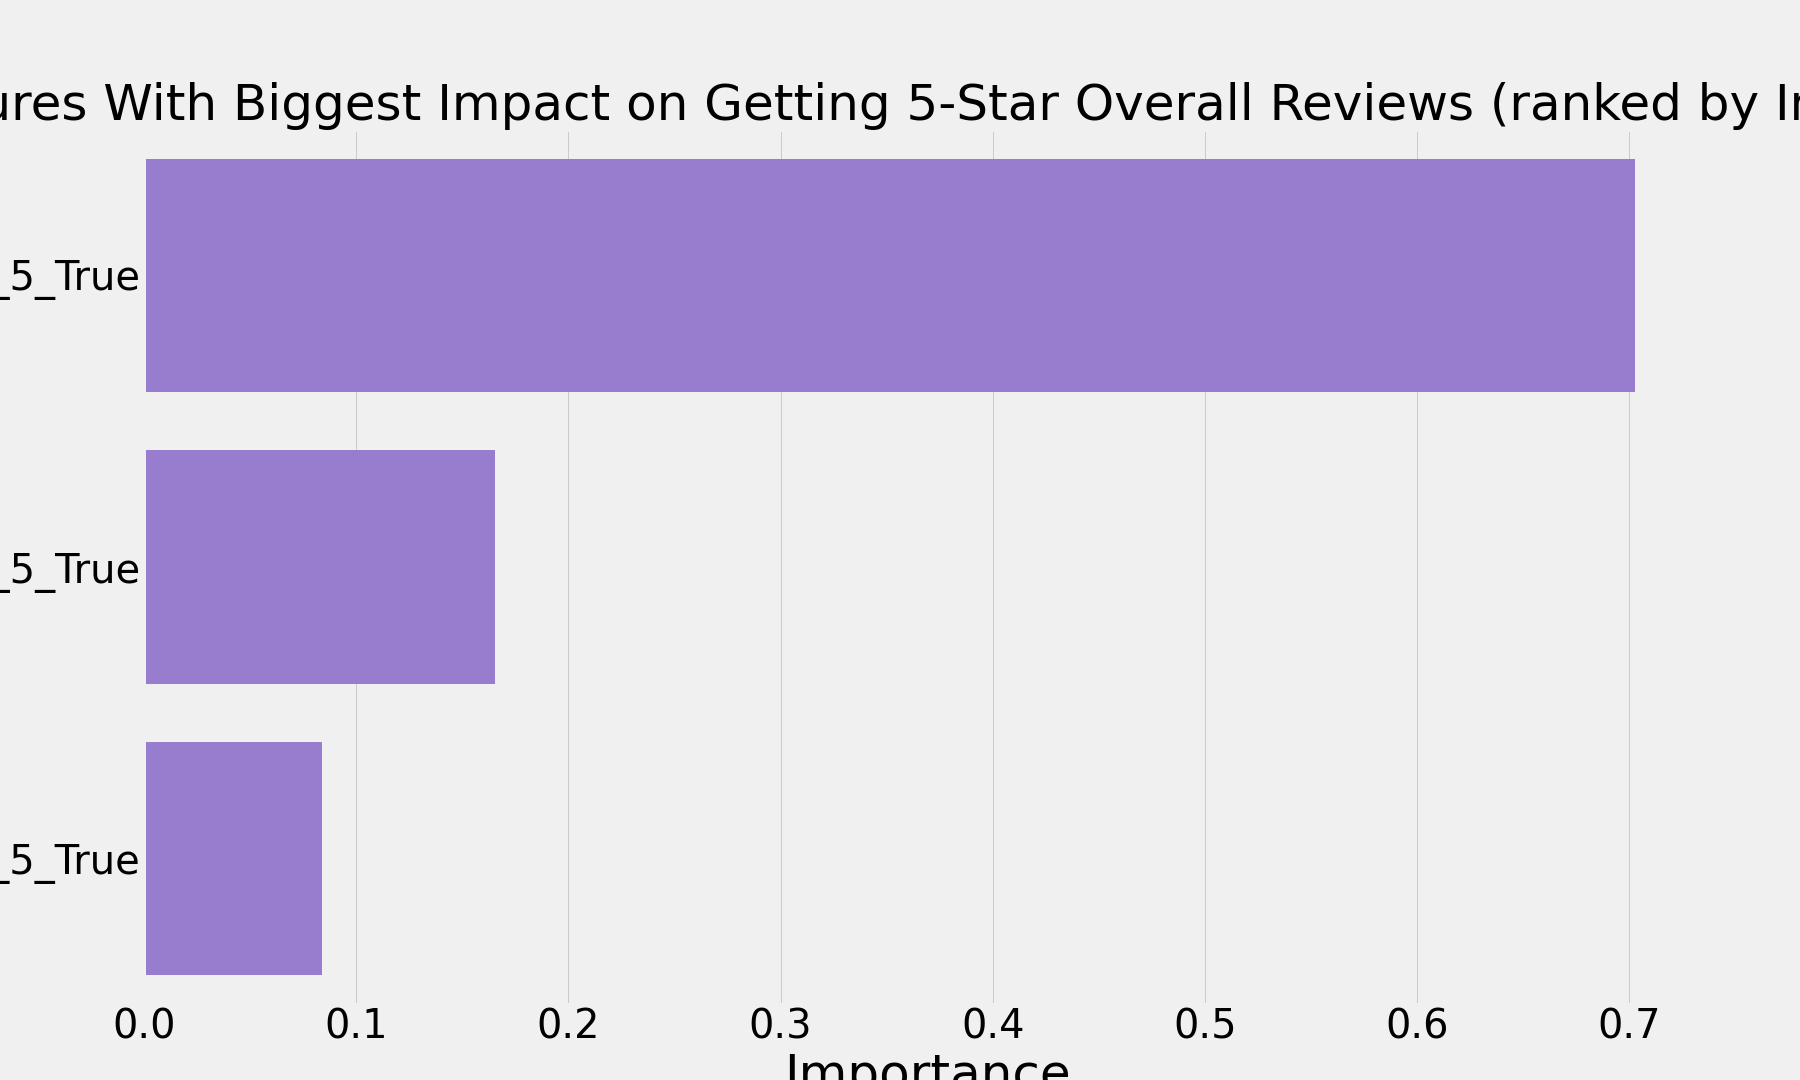 ures With Biggest Impact on Getting 5-Star Overall Reviews (ranked by Im
_5_True
_5_True
_5_True
0.0 0.1 0.2 0.3 0.4 0.5 0.6 0.7
Importance